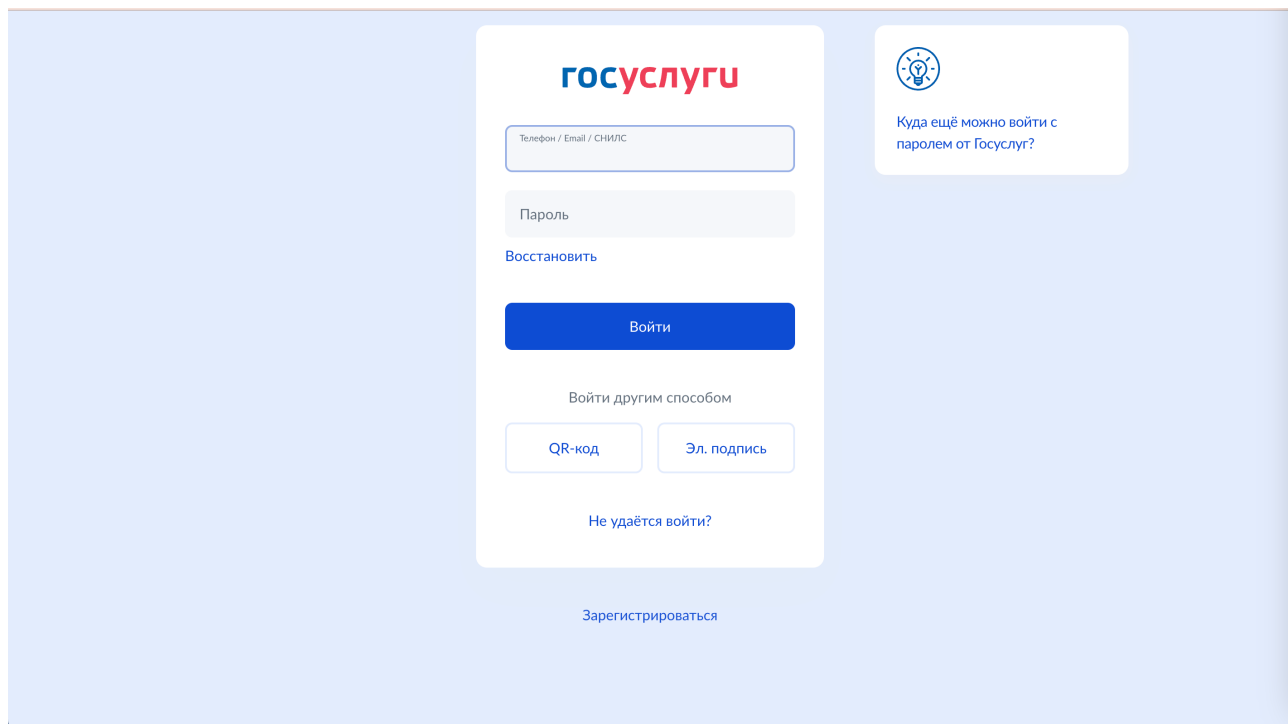 госуслуги
Телефон / Email / СНИЛС
Пароль
Восстановить
Войти
Войти другим способом
QR-код
Эл. подпись
Не удаётся войти?
Зарегистрироваться
Куда ещё можно войти с
паролем от Госуслуг?